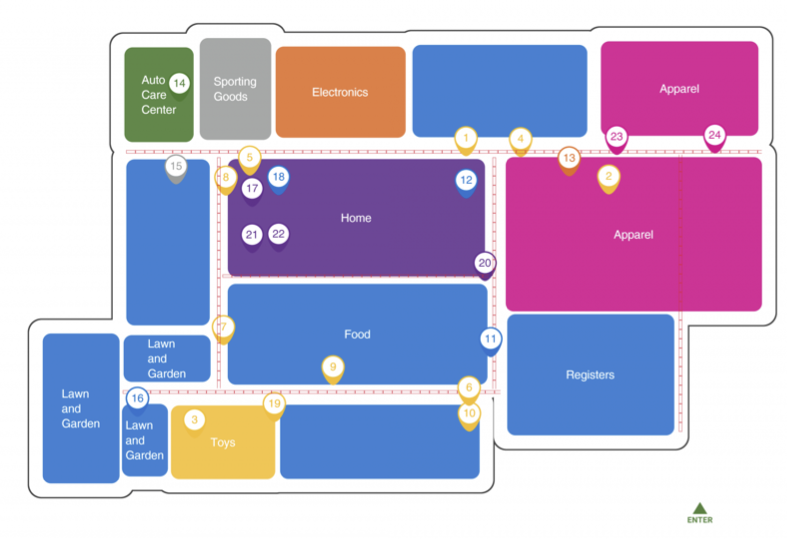 Auto
Care
Center
14
Sporting
Goods
Electronics
Apparel
1
4
23
24
15
5
8
17
18
12
13
2
Home
Apparel
21
22
20
7
Food
11
9
Lawn
and
Garden
Registers
6
Lawn
and
Garden
16
Lawn
and
Garden
3
Toys
19
10
ENTER